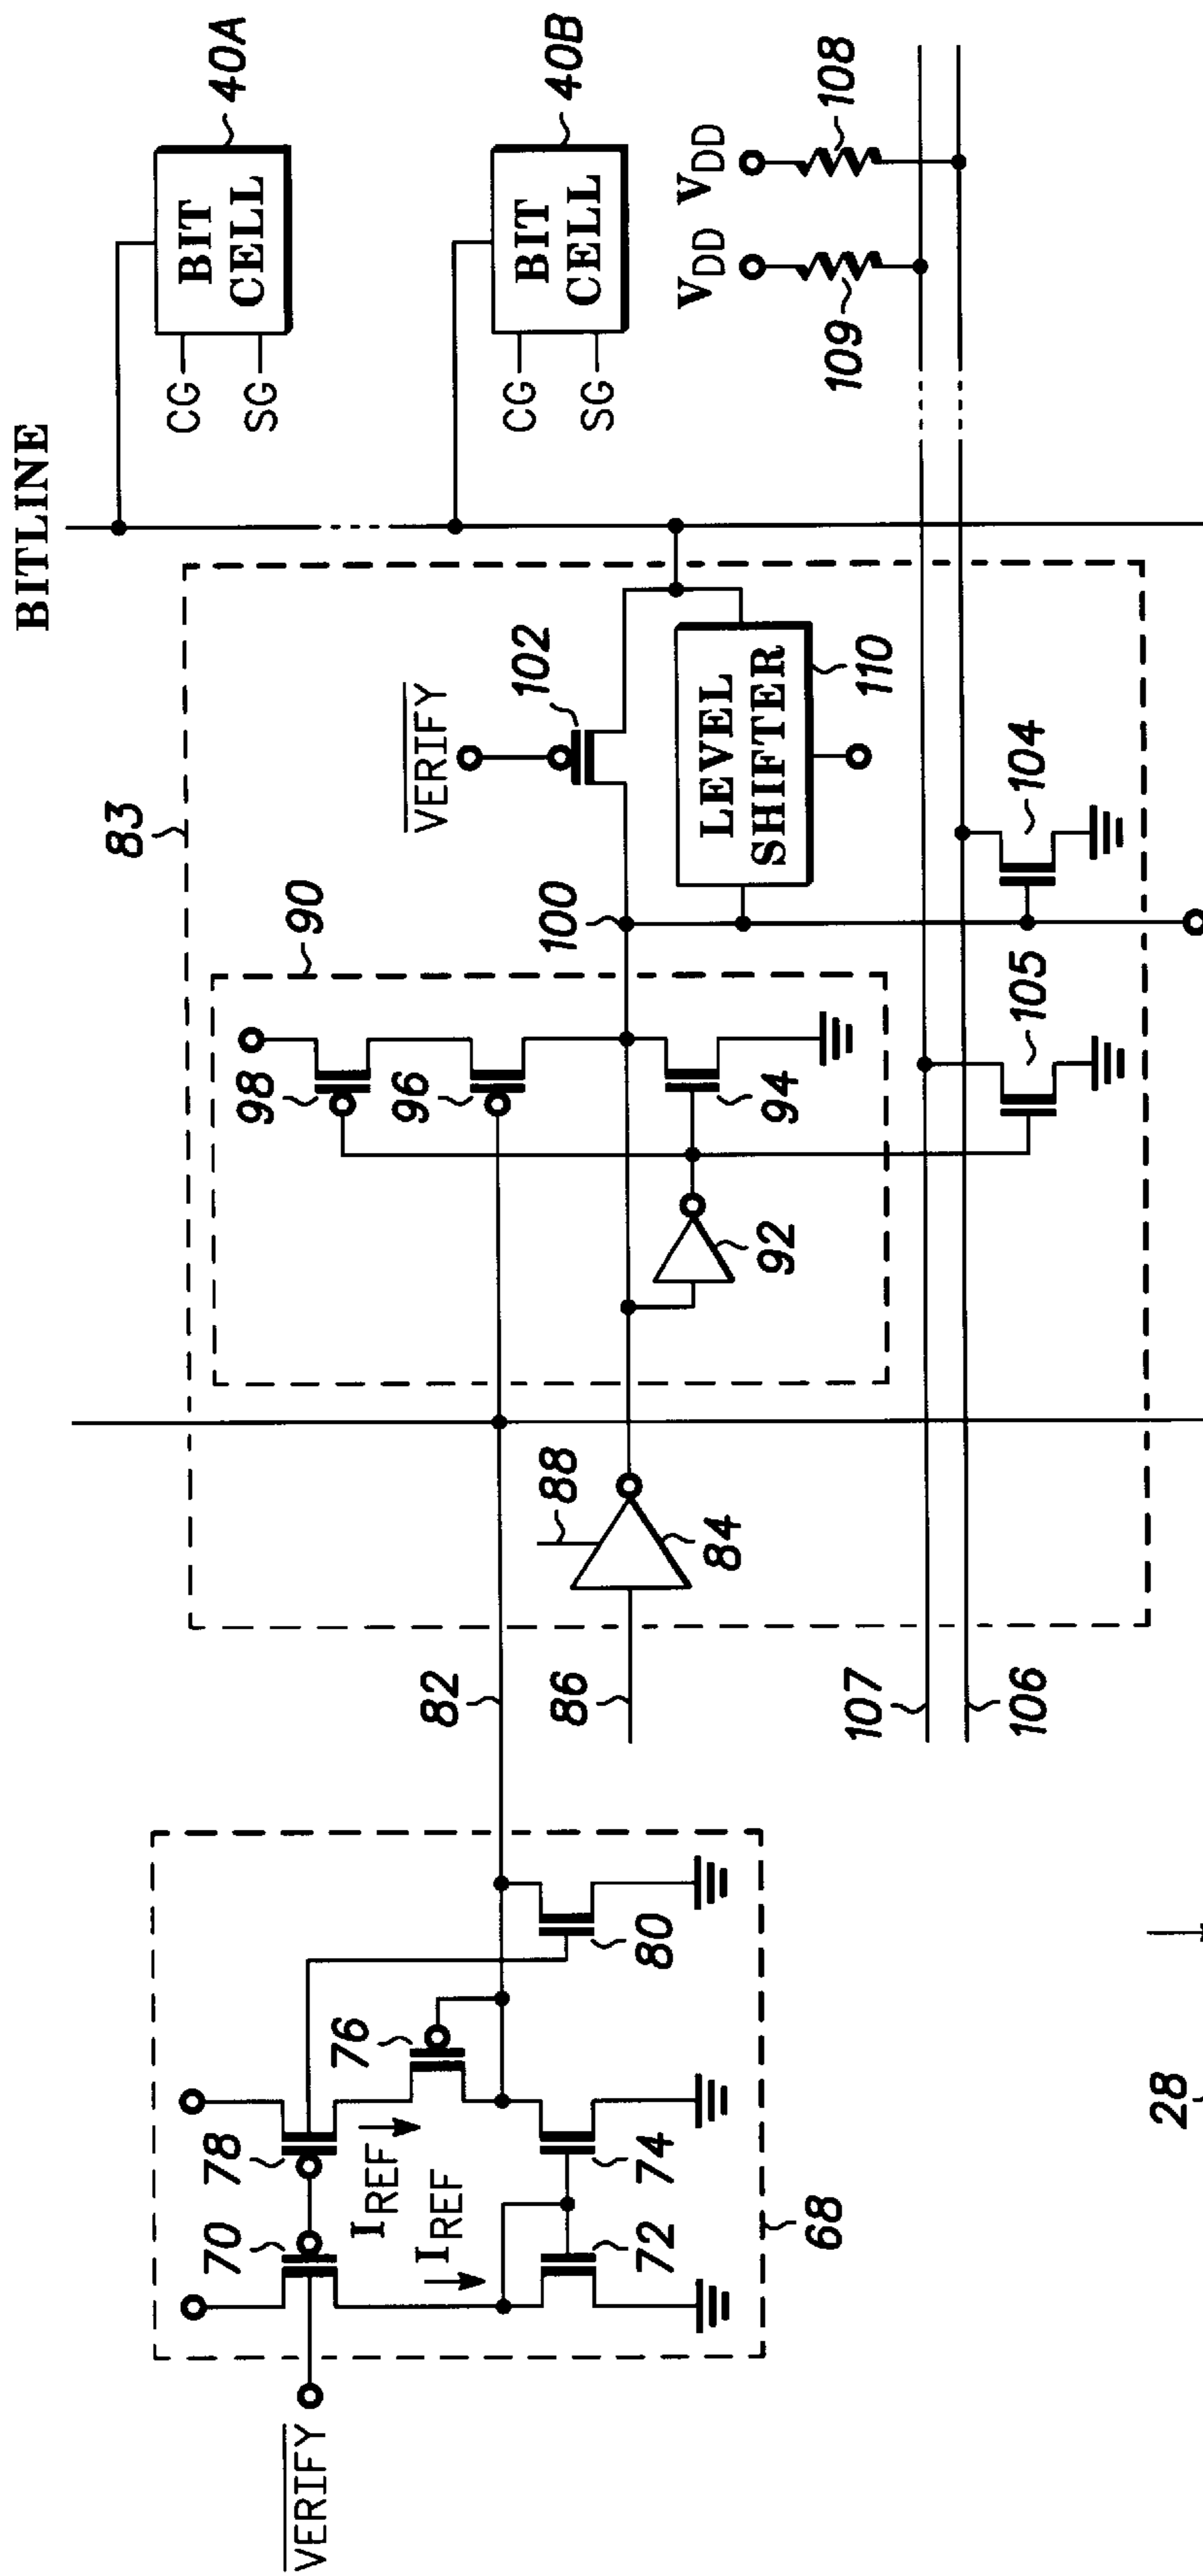 BITLINE
BIT
CELL
40A
CG
SG
BIT
CELL
40B
CG
SG
VDD
VDD
108
109
83
VERIFY
102
90
100
LEVEL
SHIFTER
110
98
96
94
92
104
105
88
84
82
86
107
106
VERIFY
70
78
76
IREF
IREF
80
72
74
68
28